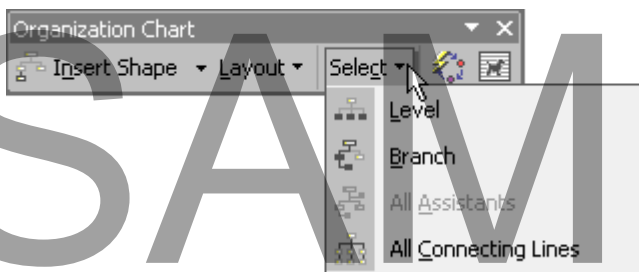 Organization Chart
Insert Shape Layout Select
Level
Branch
All Assistants
All Connecting Lines
SAM